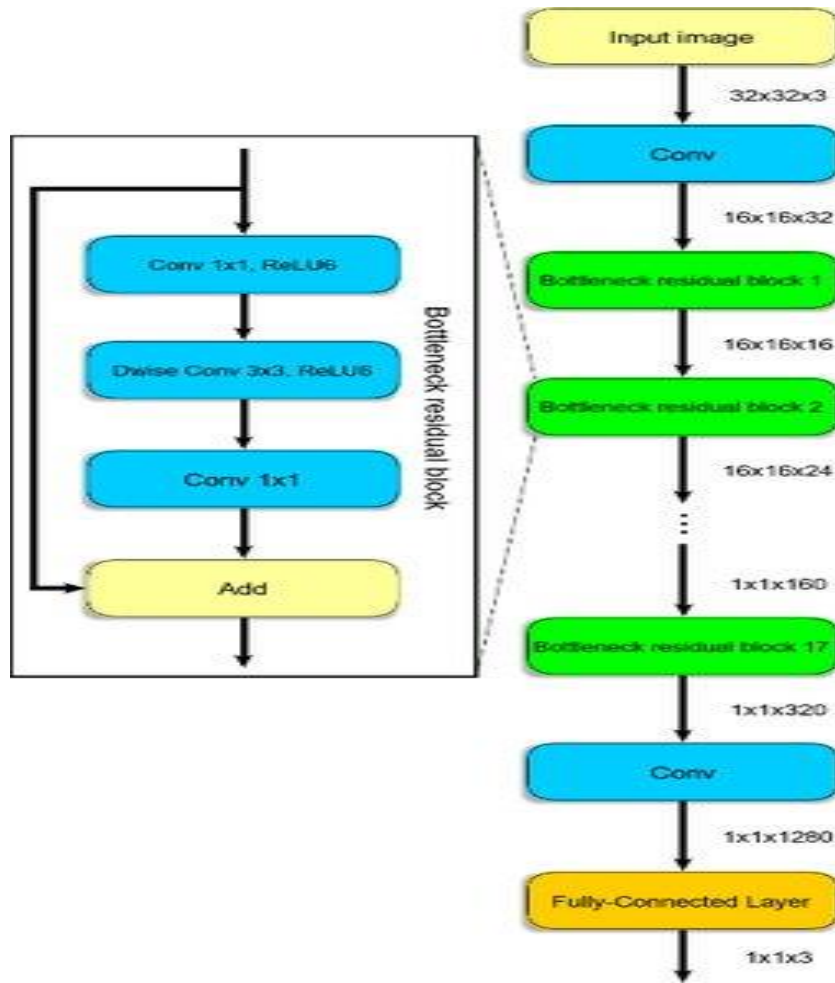 Input image
32x32x3
Conv
16x16x32
Bottleneck residual block 1
16x16x16
Bottleneck residual block 2
16x16x24
⋮
1x1x160
Bottleneck residual block 17
1x1x320
Conv
1x1x1280
Fully-Connected Layer
1x1x3
Conv 1x1, ReLU6
Dwise Conv 3x3, ReLU6
Conv 1x1
Add
Bottleneck residual block